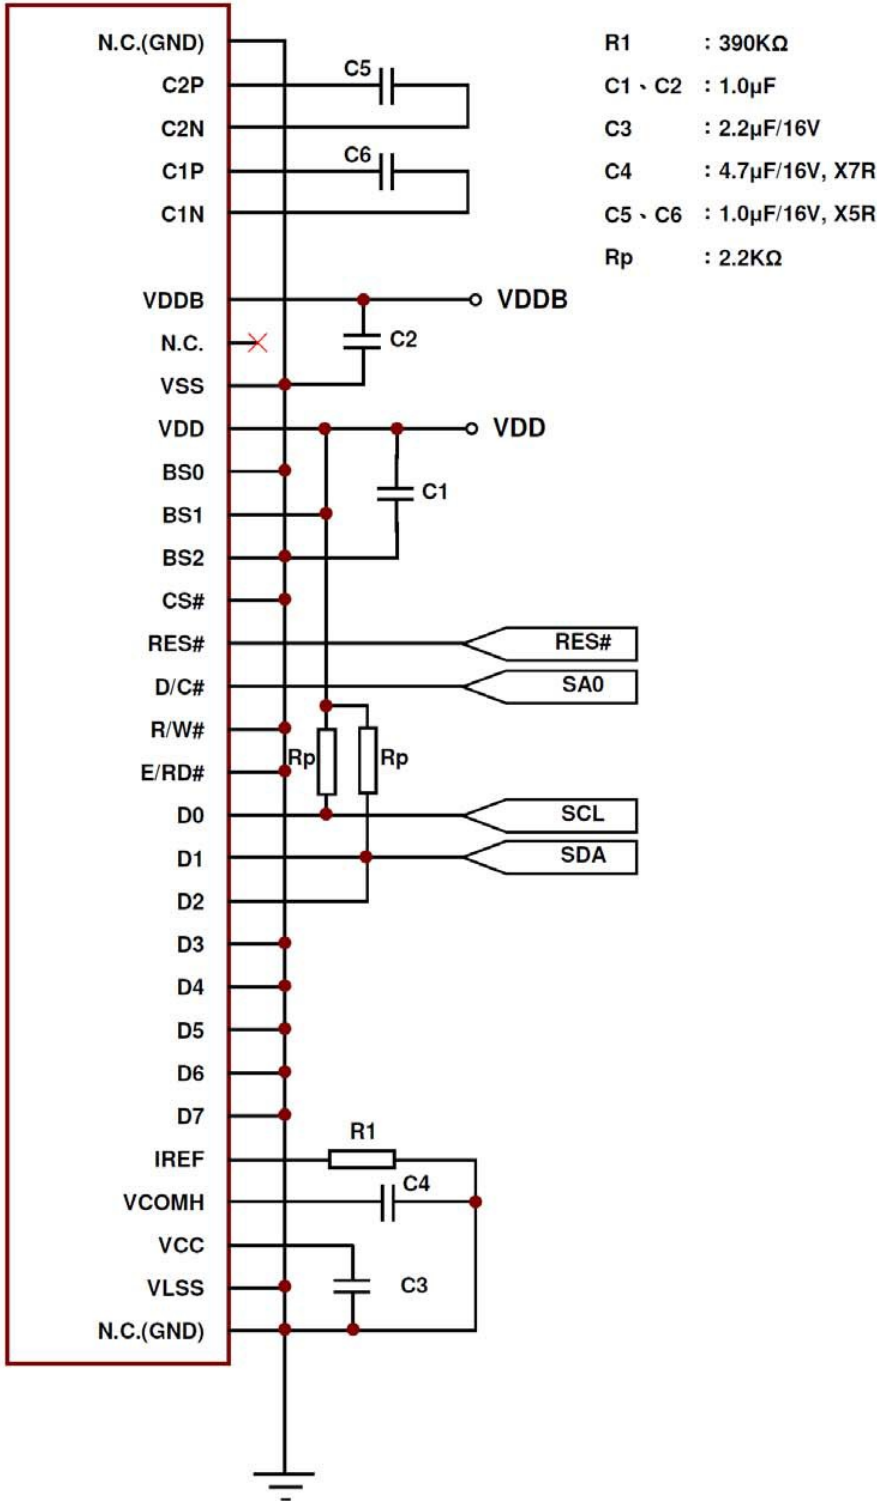 N.C.(GND)
C2P
C2N
C1P
C1N
VDDB
N.C.
VSS
VDD
BS0
BS1
BS2
CS#
RES#
D/C#
R/W#
E/RD#
D0
D1
D2
D3
D4
D5
D6
D7
IREF
VCOMH
VCC
VLSS
N.C.(GND)
C5
C6
VDDB
C2
VDD
C1
RES#
SA0
Rp
Rp
SCL
SDA
R1
C4
C3
R1 : 390KΩ
C1、C2 : 1.0μF
C3 : 2.2μF/16V
C4 : 4.7μF/16V, X7R
C5、C6 : 1.0μF/16V, X5R
Rp : 2.2KΩ